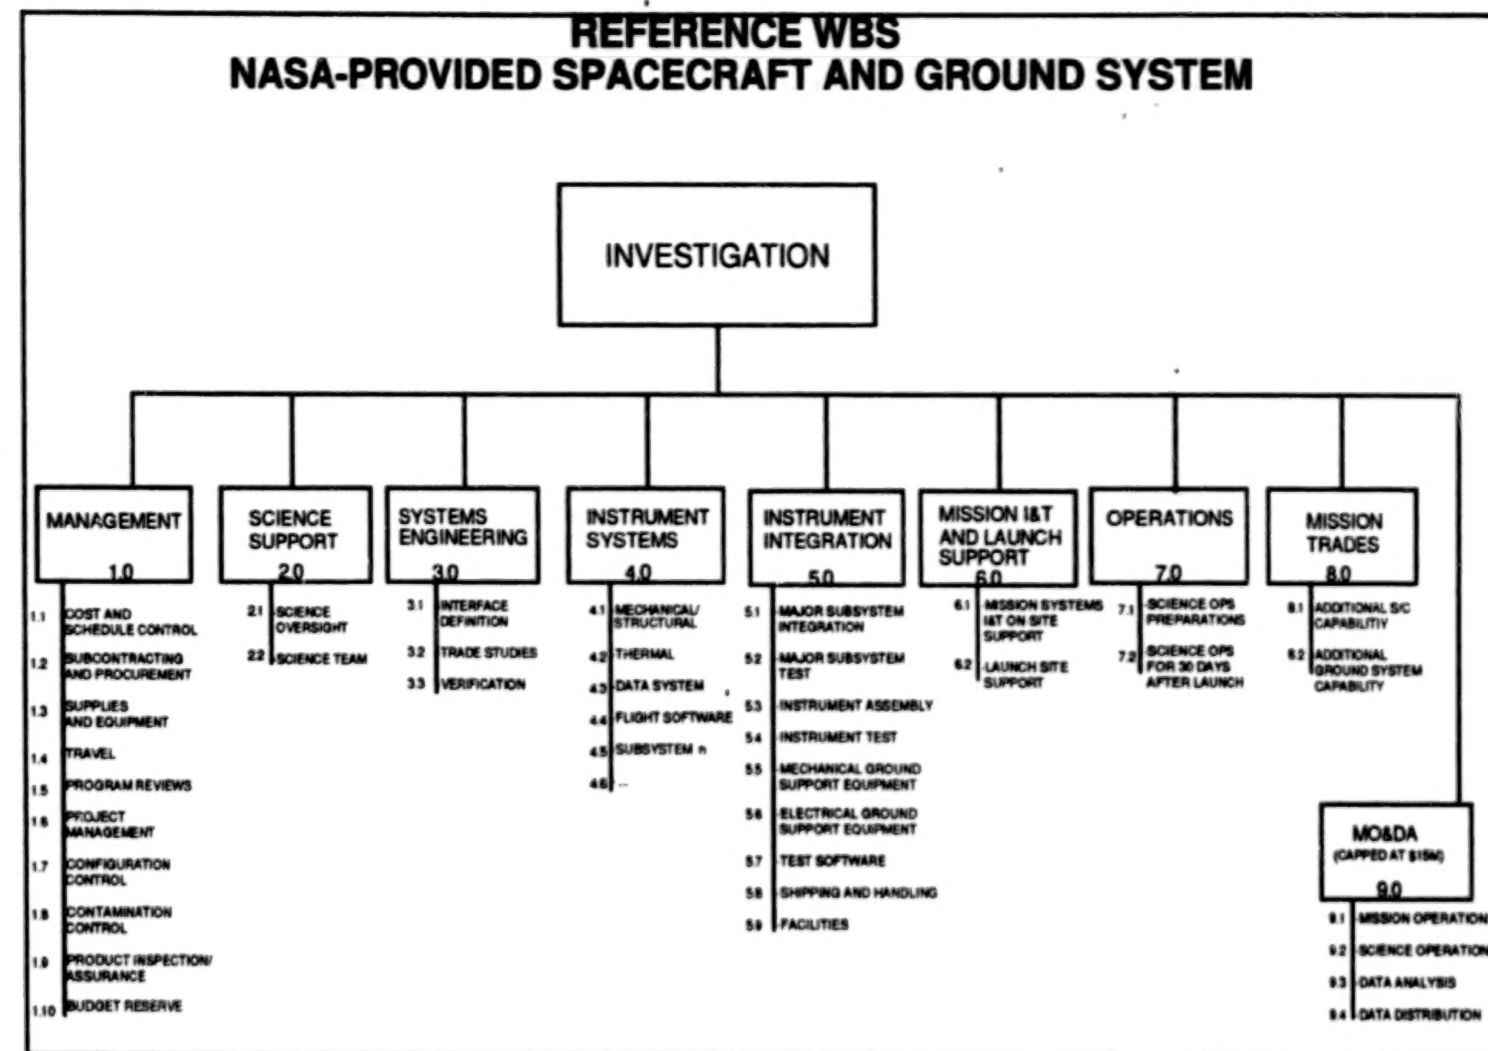 REFERENCE WBS
NASA-PROVIDED SPACECRAFT AND GROUND SYSTEM
INVESTIGATION
MANAGEMENT
1.0
1.1 COST AND
SCHEDULE CONTROL
1.2 SUBCONTRACTING
AND PROCUREMENT
1.3 SUPPLIES
AND EQUIPMENT
1.4 TRAVEL
1.5 PROGRAM REVIEWS
1.6 PROJECT
MANAGEMENT
1.7 CONFIGURATION
CONTROL
1.8 CONTAMINATION
CONTROL
1.9 PRODUCT INSPECTION/
ASSURANCE
1.10 BUDGET RESERVE
SCIENCE
SUPPORT
2.0
2.1 SCIENCE
OVERSIGHT
2.2 SCIENCE TEAM
SYSTEMS
ENGINEERING
3.0
3.1 INTERFACE
DEFINITION
3.2 TRADE STUDIES
3.3 VERIFICATION
INSTRUMENT
SYSTEMS
4.0
4.1 MECHANICAL/
STRUCTURAL
4.2 THERMAL
4.3 DATA SYSTEM
4.4 FLIGHT SOFTWARE
4.5 SUBSYSTEM n
4.6 ...
INSTRUMENT
INTEGRATION
5.0
5.1 MAJOR SUBSYSTEM
INTEGRATION
5.2 MAJOR SUBSYSTEM
TEST
5.3 INSTRUMENT ASSEMBLY
5.4 INSTRUMENT TEST
5.5 MECHANICAL GROUND
SUPPORT EQUIPMENT
5.6 ELECTRICAL GROUND
SUPPORT EQUIPMENT
5.7 TEST SOFTWARE
5.8 SHIPPING AND HANDLING
5.9 FACILITIES
MISSION I&T
AND LAUNCH
SUPPORT
6.0
6.1 MISSION SYSTEMS
I&T ON SITE
SUPPORT
6.2 LAUNCH SITE
SUPPORT
OPERATIONS
7.0
7.1 SCIENCE OPS
PREPARATIONS
7.2 SCIENCE OPS
FOR 30 DAYS
AFTER LAUNCH
MISSION
TRADES
8.0
8.1 ADDITIONAL S/C
CAPABILITIY
8.2 ADDITIONAL
GROUND SYSTEM
CAPABILITY
MO&DA
(CAPPED AT $15M)
9.0
9.1 MISSION OPERATION
9.2 SCIENCE OPERATION
9.3 DATA ANALYSIS
9.4 DATA DISTRIBUTION